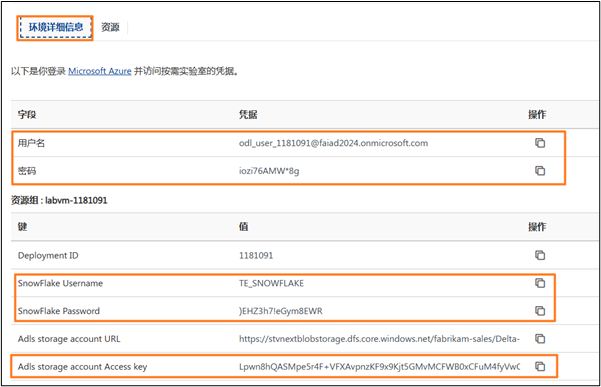 环境详细信息 资源
以下是你登录 Microsoft Azure 并访问按需实验室的凭据。
字段 凭据 操作
用户名 odl_user_1181091@faiad2024.onmicrosoft.com
密码 iozi76AMW*8g
资源组 : labvm-1181091
键 值 操作
Deployment ID 1181091
SnowFlake Username TE_SNOWFLAKE
SnowFlake Password )EHZ3h7!eGym8EWR
Adls storage account URL https://stvnextblobstorage.dfs.core.windows.net/fabrikam-sales/Delta-
Adls storage account Access key Lpwn8hQASMpe5r4F+VFXAvpnzKF9x9Kjt5GMvMCFWB0xCFuM4fyVwC